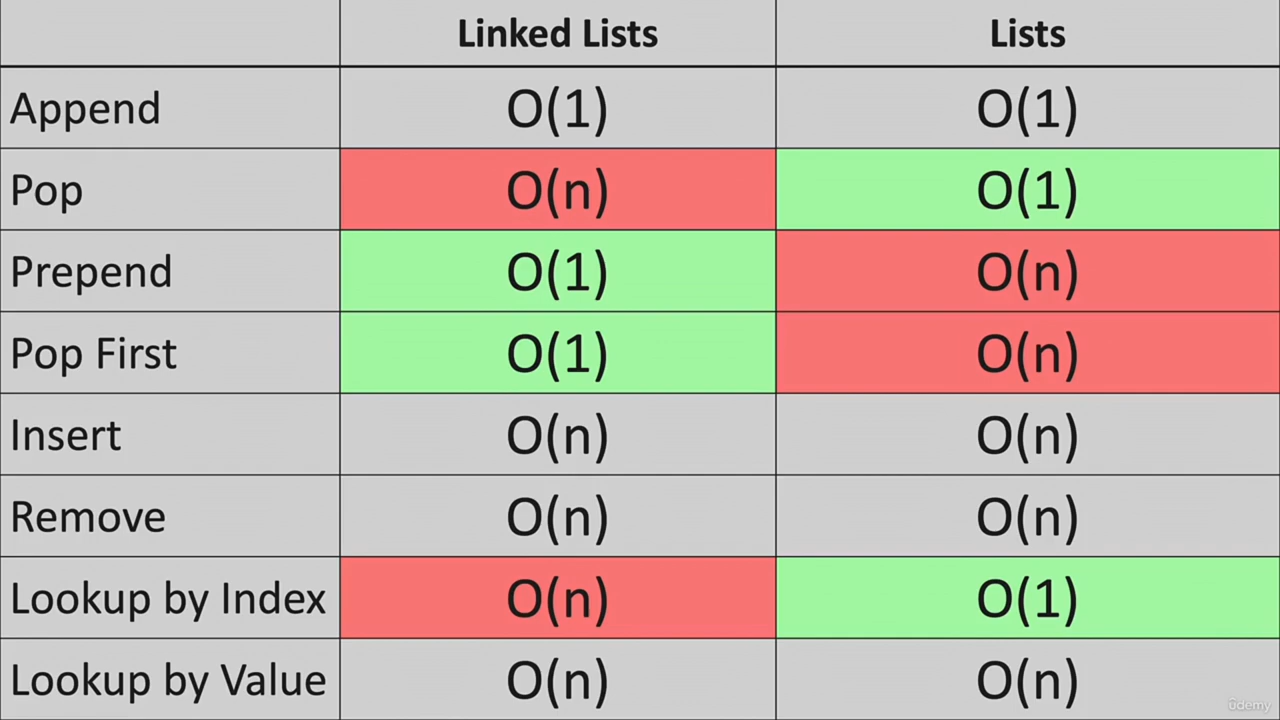 Linked Lists Lists
Append O(1) O(1)
Pop O(n) O(1)
Prepend O(1) O(n)
Pop First O(1) O(n)
Insert O(n) O(n)
Remove O(n) O(n)
Lookup by Index O(n) O(1)
Lookup by Value O(n) O(n)
udemy